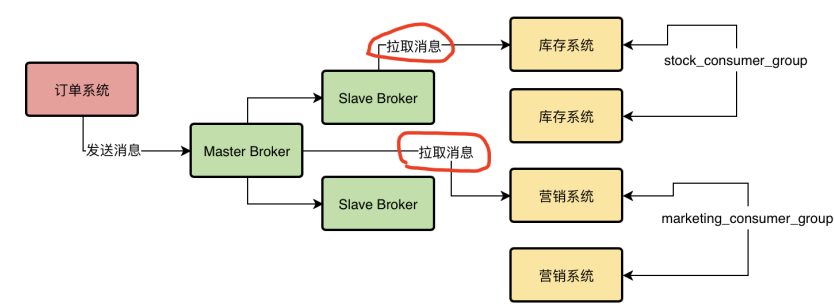 拉取消息
库存系统
stock_consumer_group
订单系统
Slave Broker
库存系统
发送消息
Master Broker
拉取消息
Slave Broker
营销系统
marketing_consumer_group
营销系统